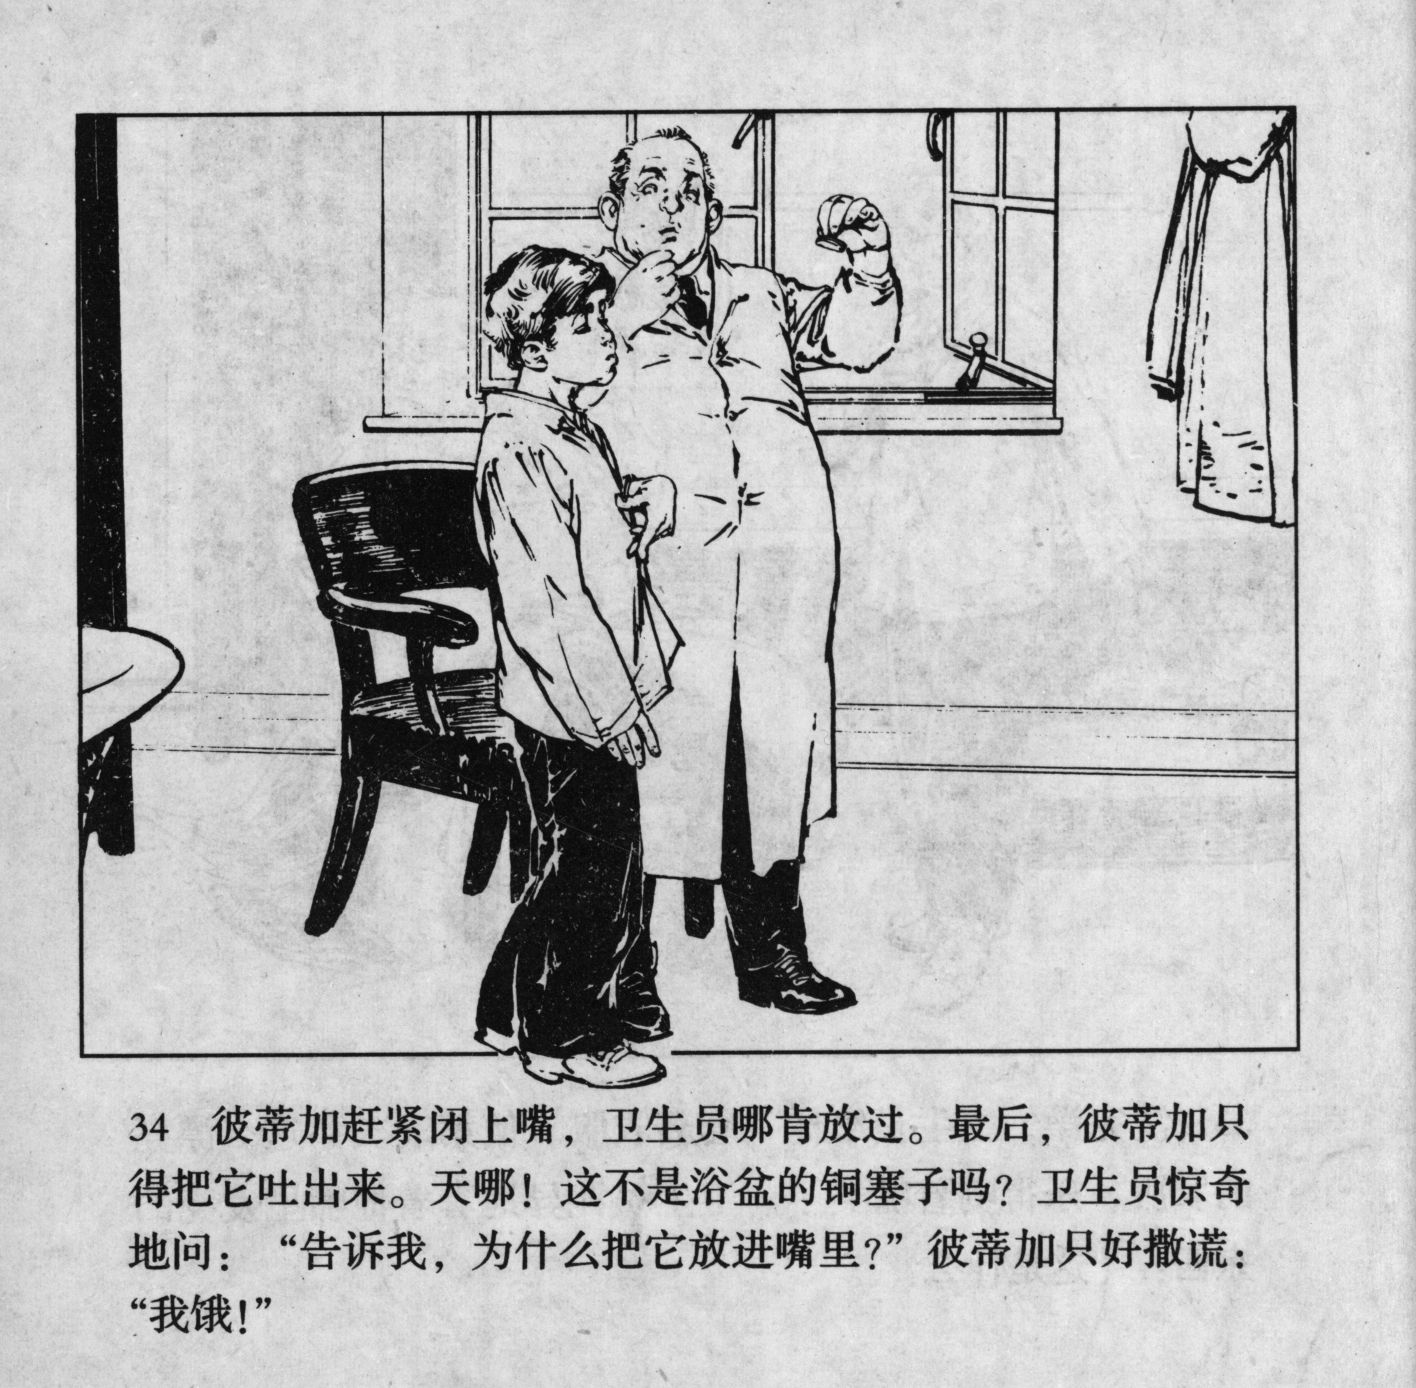 34 彼蒂加赶紧闭上嘴，卫生员哪肯放过。最后，彼蒂加只
得把它吐出来。天哪！这不是浴盆的铜塞子吗？卫生员惊奇
地问：“告诉我，为什么把它放进嘴里？”彼蒂加只好撒谎：
“我饿！”